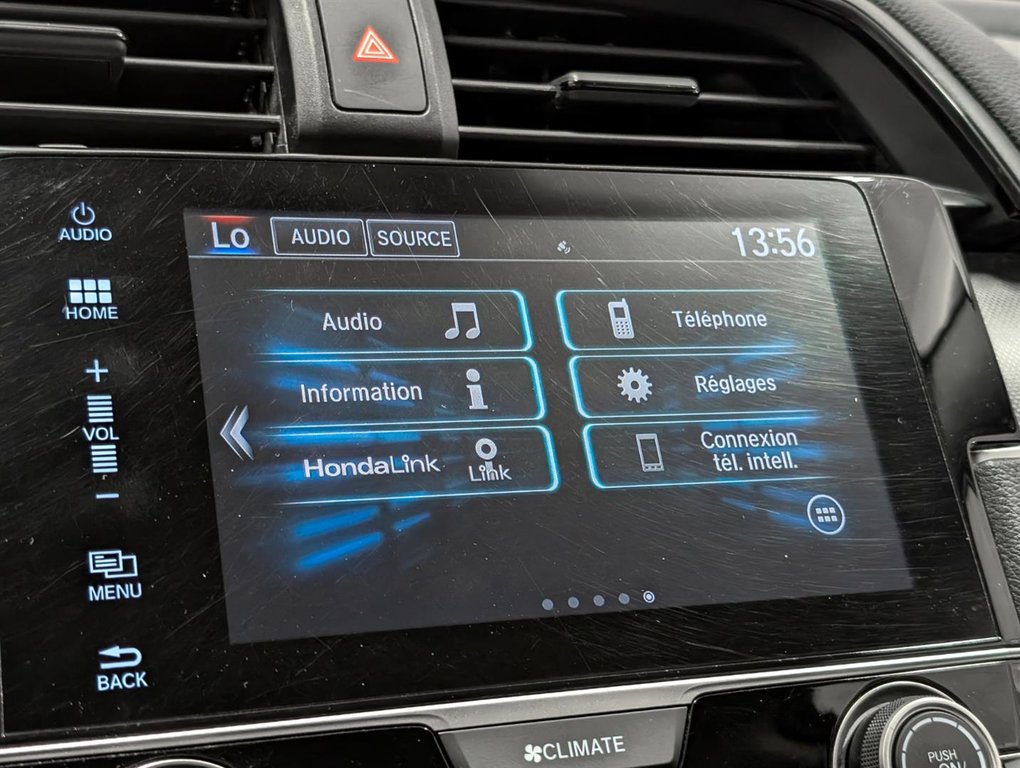 Lo AUDIO SOURCE 13:56
AUDIO
HOME
+
VOL
-
MENU
BACK
Audio
Téléphone
Information
Réglages
HondaLink
Link
Connexion
tél. intell.
CLIMATE
PUSH
ON/